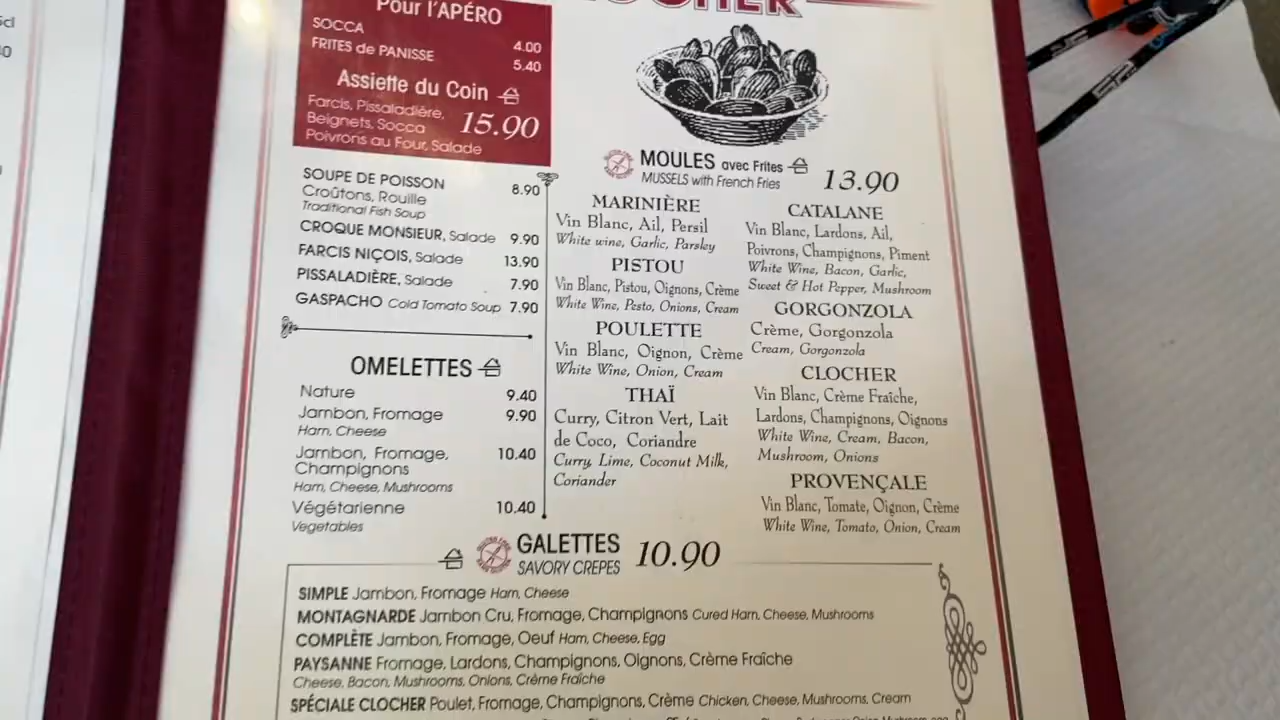 Pour l'APÉRO
SOCCA 4.00
FRITES de PANISSE 5.40
Assiette du Coin
Farcis, Pissaladière,
Beignets, Socca 15.90
Poivrons au Four, Salade
SOUPE DE POISSON 8.90
Croûtons, Rouille
Traditional Fish Soup
CROQUE MONSIEUR, Salade 9.90
FARCIS NIÇOIS, Salade 13.90
PISSALADIÈRE, Salade 7.90
GASPACHO Cold Tomato Soup 7.90
OMELETTES
Nature 9.40
Jambon, Fromage 9.90
Ham, Cheese
Jambon, Fromage, 10.40
Champignons
Ham, Cheese, Mushrooms
Végétarienne 10.40
Vegetables
MOULES avec Frites 13.90
MUSSELS with French Fries
MARINIÈRE
Vin Blanc, Ail, Persil
White wine, Garlic, Parsley
PISTOU
Vin Blanc, Pistou, Oignons, Crème
White Wine, Pesto, Onions, Cream
POULETTE
Vin Blanc, Oignon, Crème
White Wine, Onion, Cream
THAÏ
Curry, Citron Vert, Lait
de Coco, Coriandre
Curry, Lime, Coconut Milk,
Coriander
CATALANE
Vin Blanc, Lardons, Ail,
Poivrons, Champignons, Piment
White Wine, Bacon, Garlic,
Sweet & Hot Pepper, Mushroom
GORGONZOLA
Crème, Gorgonzola
Cream, Gorgonzola
CLOCHER
Vin Blanc, Crème Fraîche,
Lardons, Champignons, Oignons
White Wine, Cream, Bacon,
Mushroom, Onions
PROVENÇALE
Vin Blanc, Tomate, Oignon, Crème
White Wine, Tomato, Onion, Cream
GALETTES 10.90
SAVORY CREPES
SIMPLE Jambon, Fromage Ham, Cheese
MONTAGNARDE Jambon Cru, Fromage, Champignons Cured Ham, Cheese, Mushrooms
COMPLÈTE Jambon, Fromage, Oeuf Ham, Cheese, Egg
PAYSANNE Fromage, Lardons, Champignons, Oignons, Crème Fraîche
Cheese, Bacon, Mushrooms, Onions, Crème Fraîche
SPÉCIALE CLOCHER Poulet, Fromage, Champignons, Crème Chicken, Cheese, Mushrooms, Cream